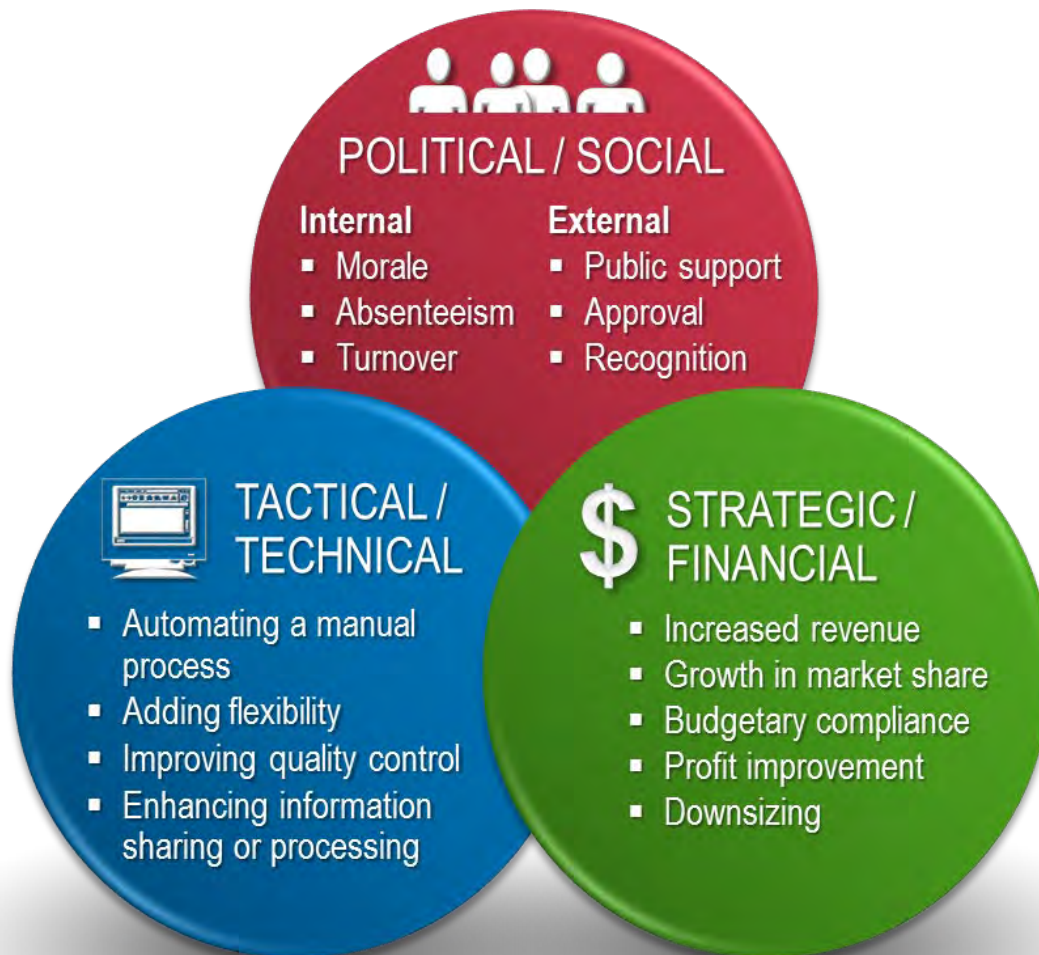 POLITICAL / SOCIAL
Internal
▪ Morale
▪ Absenteeism
▪ Turnover
External
▪ Public support
▪ Approval
▪ Recognition
TACTICAL /
TECHNICAL
▪ Automating a manual
process
▪ Adding flexibility
▪ Improving quality control
▪ Enhancing information
sharing or processing
$
STRATEGIC /
FINANCIAL
▪ Increased revenue
▪ Growth in market share
▪ Budgetary compliance
▪ Profit improvement
▪ Downsizing